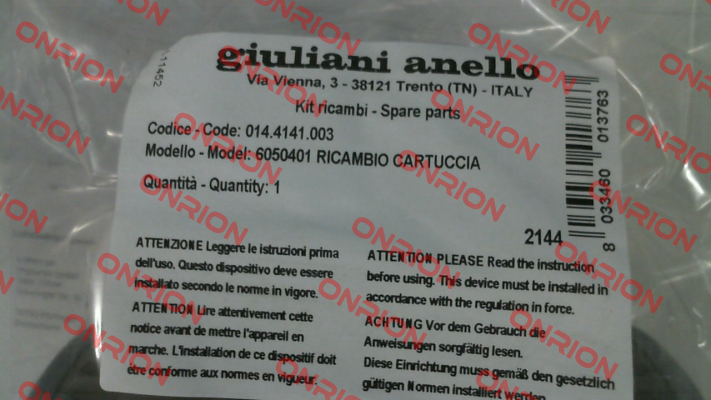 giuliani anello
Via Vienna, 3 - 38121 Trento (TN) - ITALY
Kit ricambi - Spare parts
Codice - Code: 014.4141.003
Modello - Model: 6050401 RICAMBIO CARTUCCIA
Quantità - Quantity: 1
-11452
8 033460 013763
2144
ATTENZIONE Leggere le istruzioni prima
dell'uso. Questo dispositivo deve essere
installato secondo le norme in vigore.
ATTENTION Lire attentivement cette
notice avant de mettre l'appareil en
marche. L'installation de ce dispositif doit
être conforme aux normes en vigueur.
ATTENTION PLEASE Read the instruction
before using. This device must be installed in
accordance with the regulation in force.
ACHTUNG Vor dem Gebrauch die
Anweisungen sorgfältig lesen.
Diese Einrichtung muss gemäß den gesetzlich
gültigen Normen installiert werden
ONRION